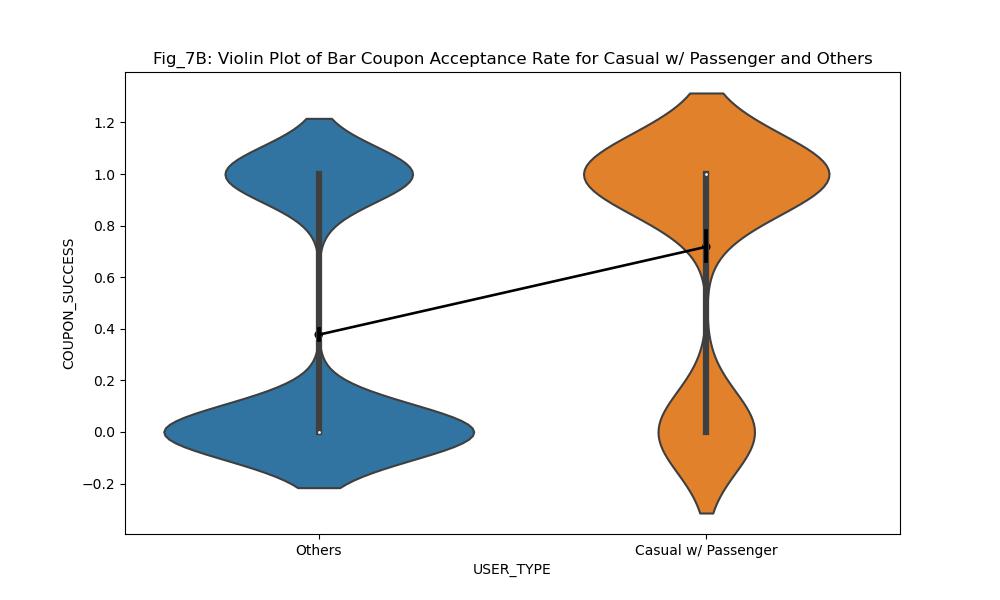 Fig_7B: Violin Plot of Bar Coupon Acceptance Rate for Casual w/ Passenger and Others
COUPON_SUCCESS
1.2
1.0
0.8
0.6
0.4
0.2
0.0
−0.2
Others
Casual w/ Passenger
USER_TYPE